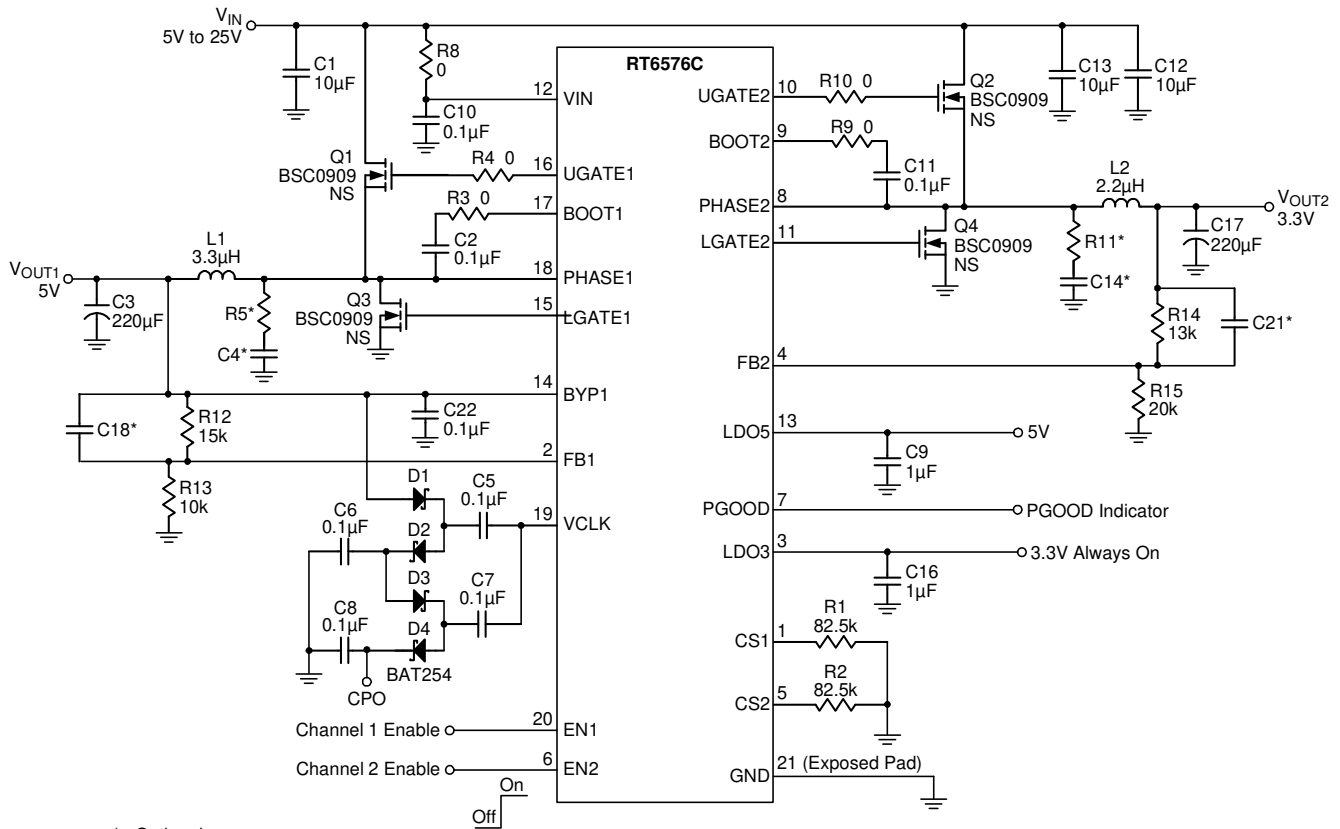 VIN
5V to 25V
C1
10µF
R8
0
C10
0.1µF
12
VIN
RT6576C
UGATE2
10
R10 0
Q2
BSC0909
NS
C13
10µF
C12
10µF
BOOT2
9
R9 0
C11
0.1µF
Q1
BSC0909
NS
R4 0
16
UGATE1
R3 0
17
BOOT1
C2
0.1µF
PHASE2
8
L2
2.2µH
VOUT2
3.3V
LGATE2
11
Q4
BSC0909
NS
R11*
C14*
C17
220µF
VOUT1
5V
L1
3.3µH
18
PHASE1
C3
220µF
R5*
C4*
Q3
BSC0909
NS
15
LGATE1
R14
13k
C21*
FB2
4
R15
20k
14
BYP1
C18*
R12
15k
C22
0.1µF
2
FB1
R13
10k
LDO5
13
5V
C9
1µF
D1
C5
0.1µF
19
VCLK
C6
0.1µF
D2
D3
C7
0.1µF
C8
0.1µF
D4
BAT254
CPO
PGOOD
7
PGOOD Indicator
LDO3
3
3.3V Always On
C16
1µF
CS1
1
R1
82.5k
CS2
5
R2
82.5k
Channel 1 Enable
20
EN1
Channel 2 Enable
6
EN2
GND
21 (Exposed Pad)
On
Off